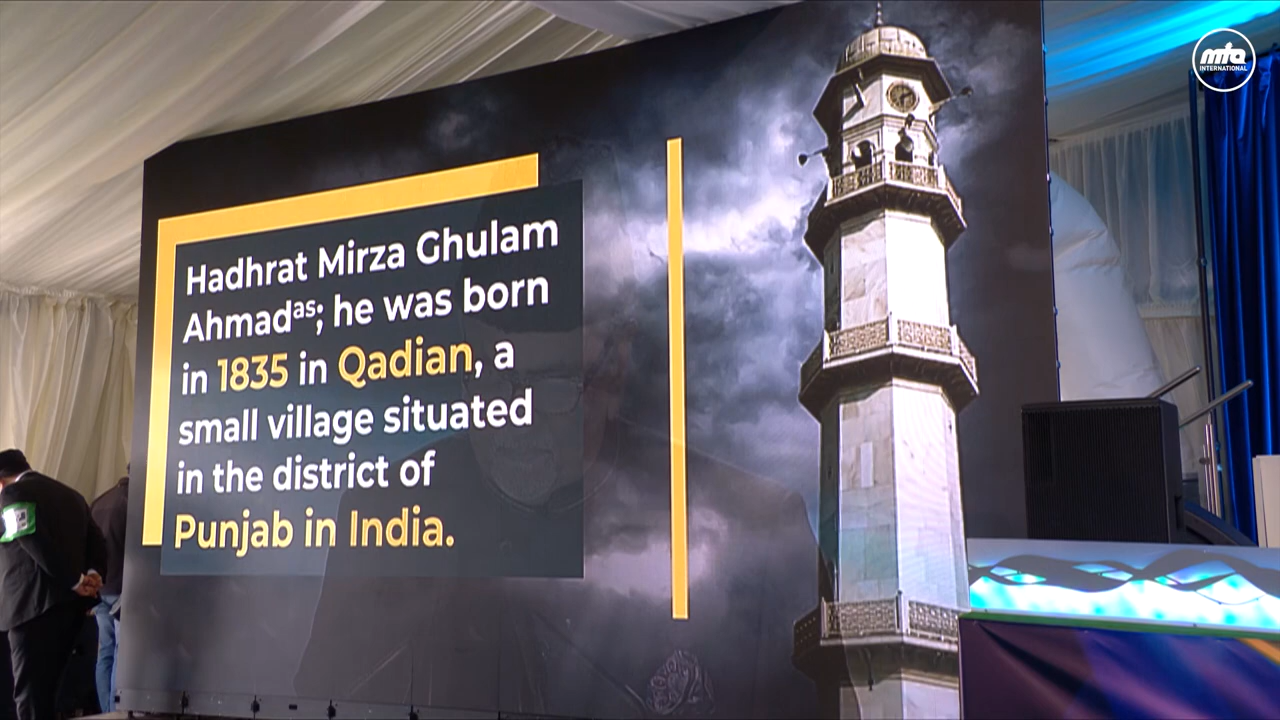 Hadhrat Mirza Ghulam
Ahmadas; he was born
in 1835 in Qadian, a
small village situated
in the district of
Punjab in India.
mta
INTERNATIONAL